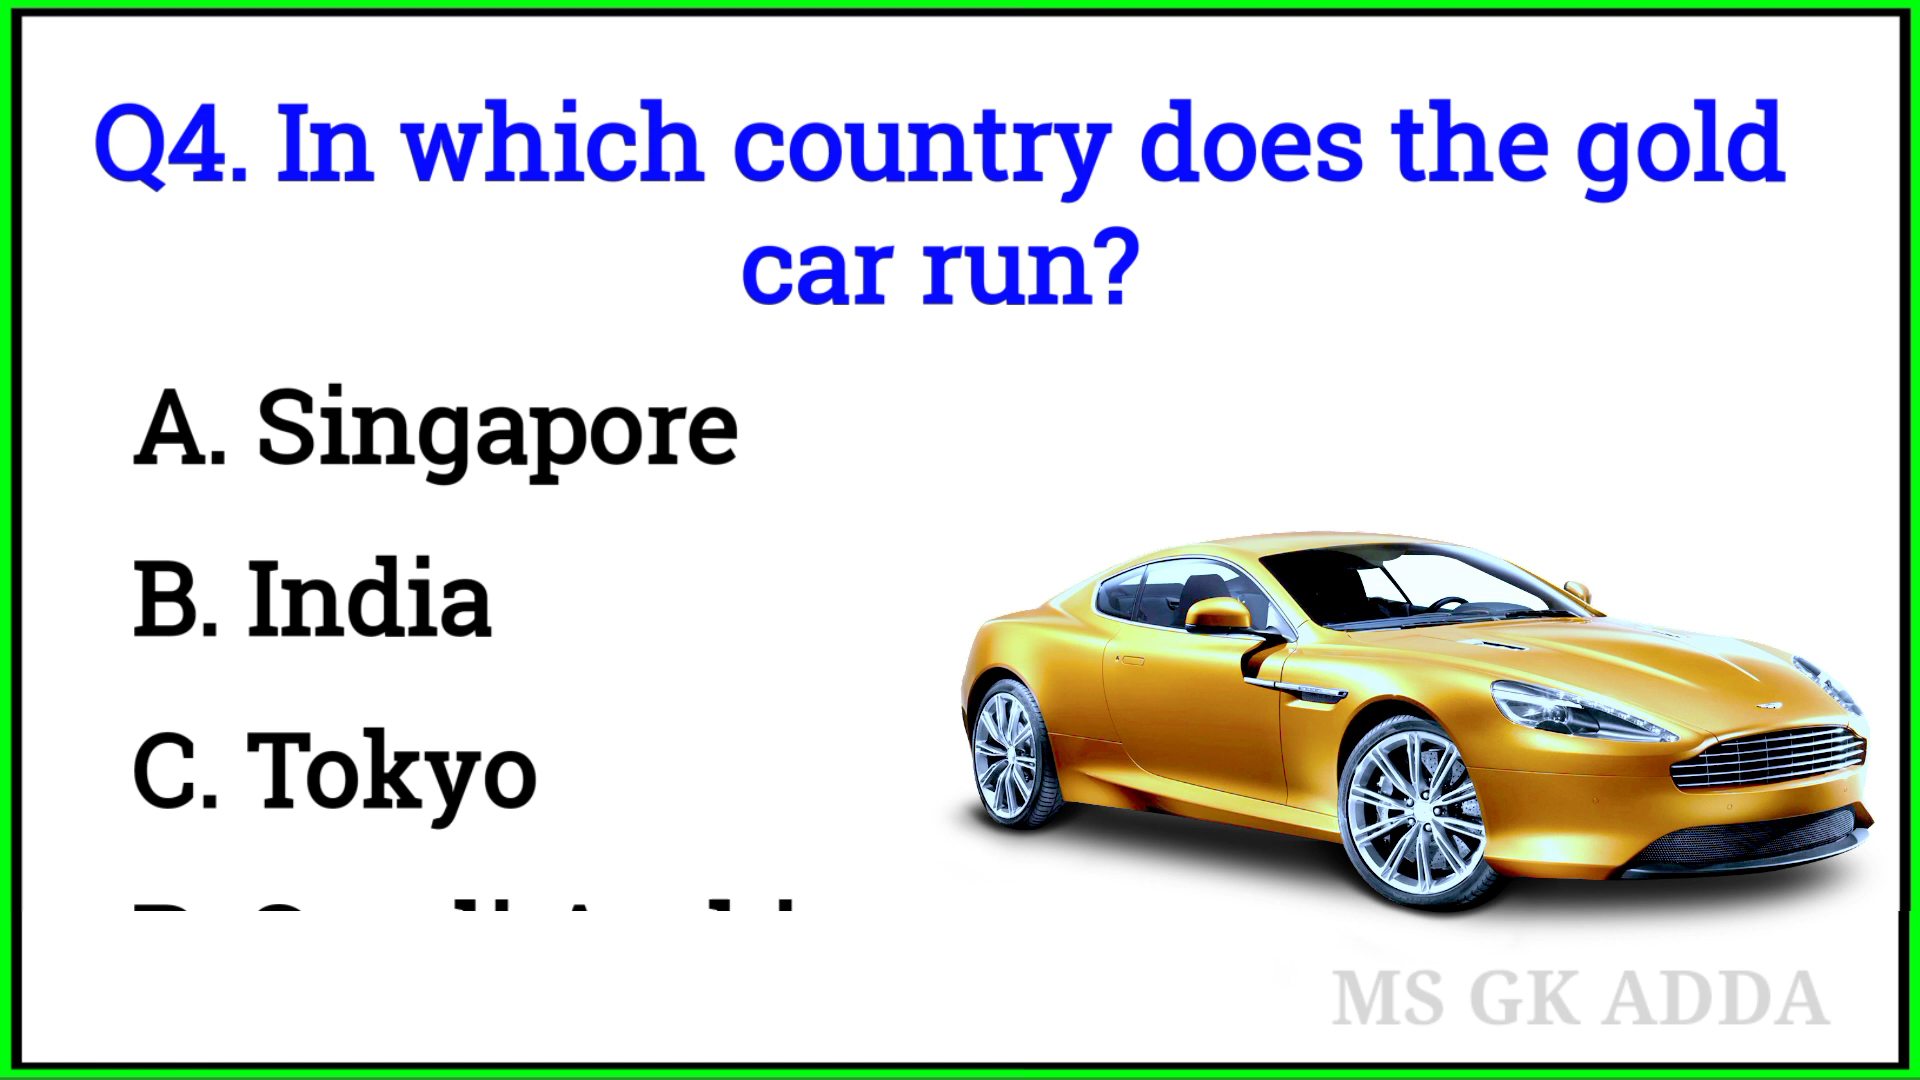 Q4. In which country does the gold
car run?
A. Singapore
B. India
C. Tokyo
MS GK ADDA